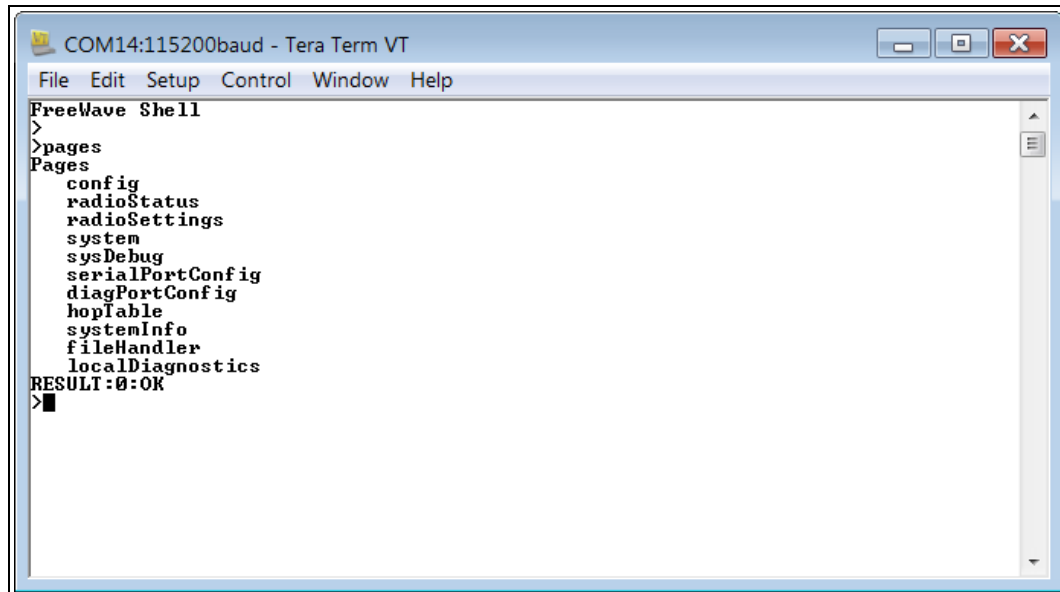 COM14:115200baud - Tera Term VT
File Edit Setup Control Window Help
FreeWave Shell
>
>pages
Pages
config
radioStatus
radioSettings
system
sysDebug
serialPortConfig
diagPortConfig
hopTable
systemInfo
fileHandler
localDiagnostics
RESULT:0:OK
>